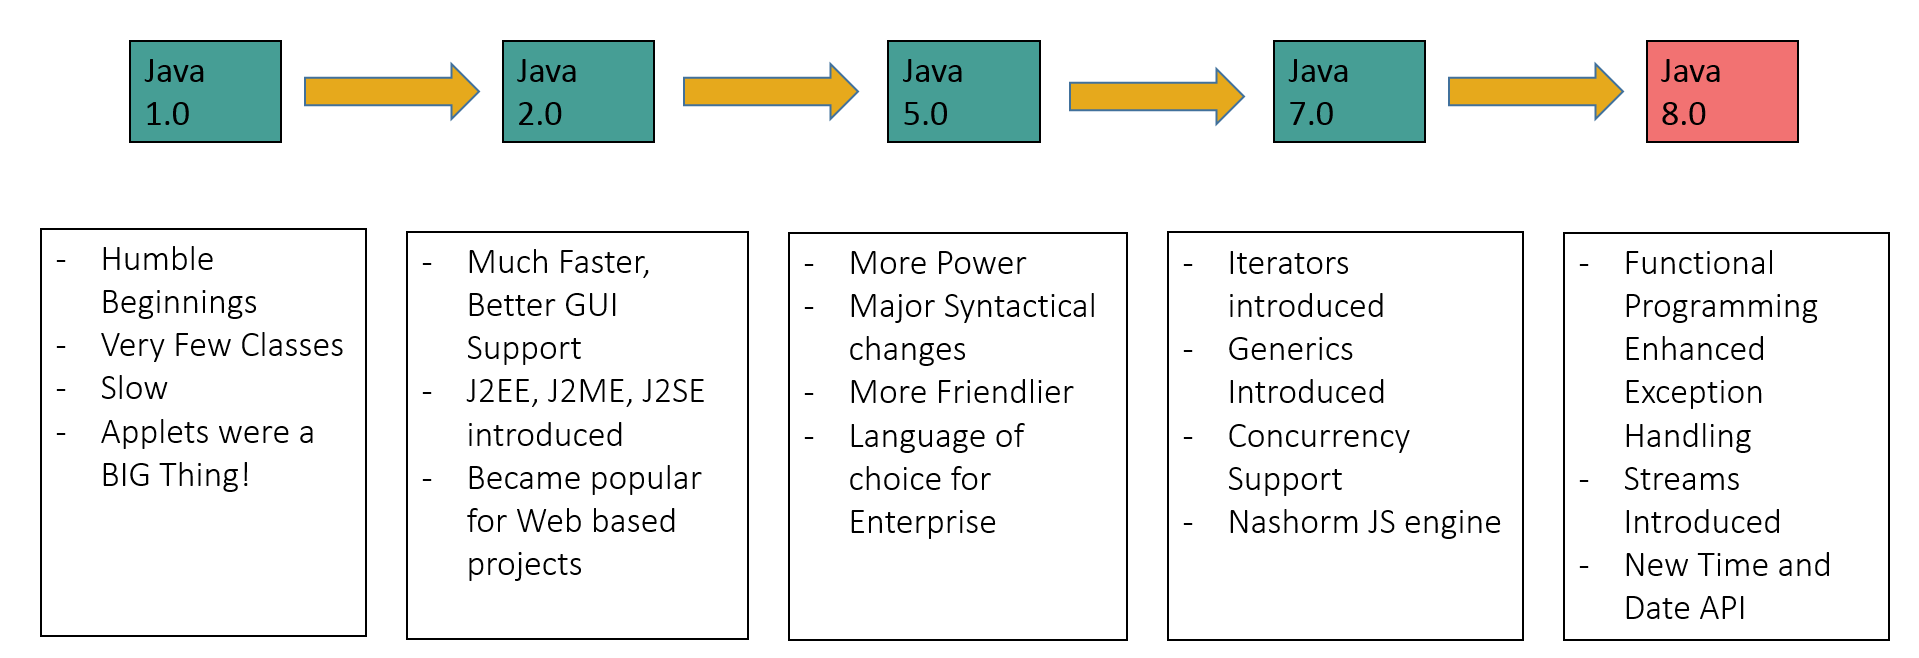 Java
1.0
Java
2.0
Java
5.0
Java
7.0
Java
8.0
- Humble
Beginnings
- Very Few Classes
- Slow
- Applets were a
BIG Thing!
- Much Faster,
Better GUI
Support
- J2EE, J2ME, J2SE
introduced
- Became popular
for Web based
projects
- More Power
- Major Syntactical
changes
- More Friendlier
- Language of
choice for
Enterprise
- Iterators
introduced
- Generics
Introduced
- Concurrency
Support
- Nashorm JS engine
- Functional
Programming
Enhanced
Exception
Handling
- Streams
Introduced
- New Time and
Date API